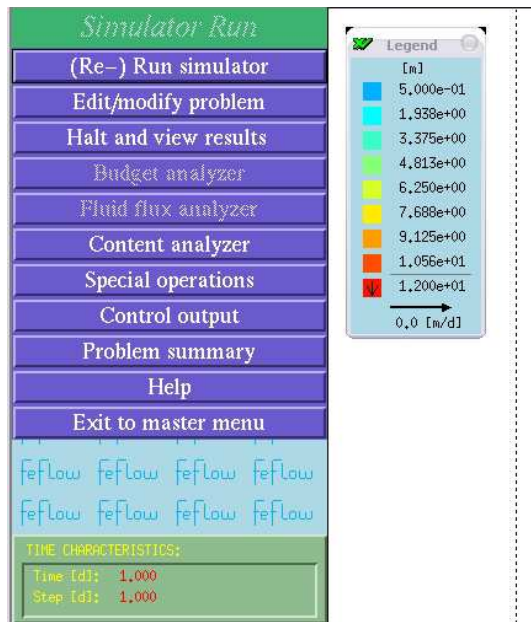 Simulator Run
(Re-) Run simulator
Edit/modify problem
Halt and view results
Budget analyzer
Fluid flux analyzer
Content analyzer
Special operations
Control output
Problem summary
Help
Exit to master menu
feflow feflow feflow feflow
feflow feflow feflow feflow
TIME CHARACTERISTICS:
Time [d]: 1.000
Step [d]: 1.000
Legend
[m]
5.000e-01
1.938e+00
3.375e+00
4.813e+00
6.250e+00
7.688e+00
9.125e+00
1.056e+01
1.200e+01
0.0 [m/d]